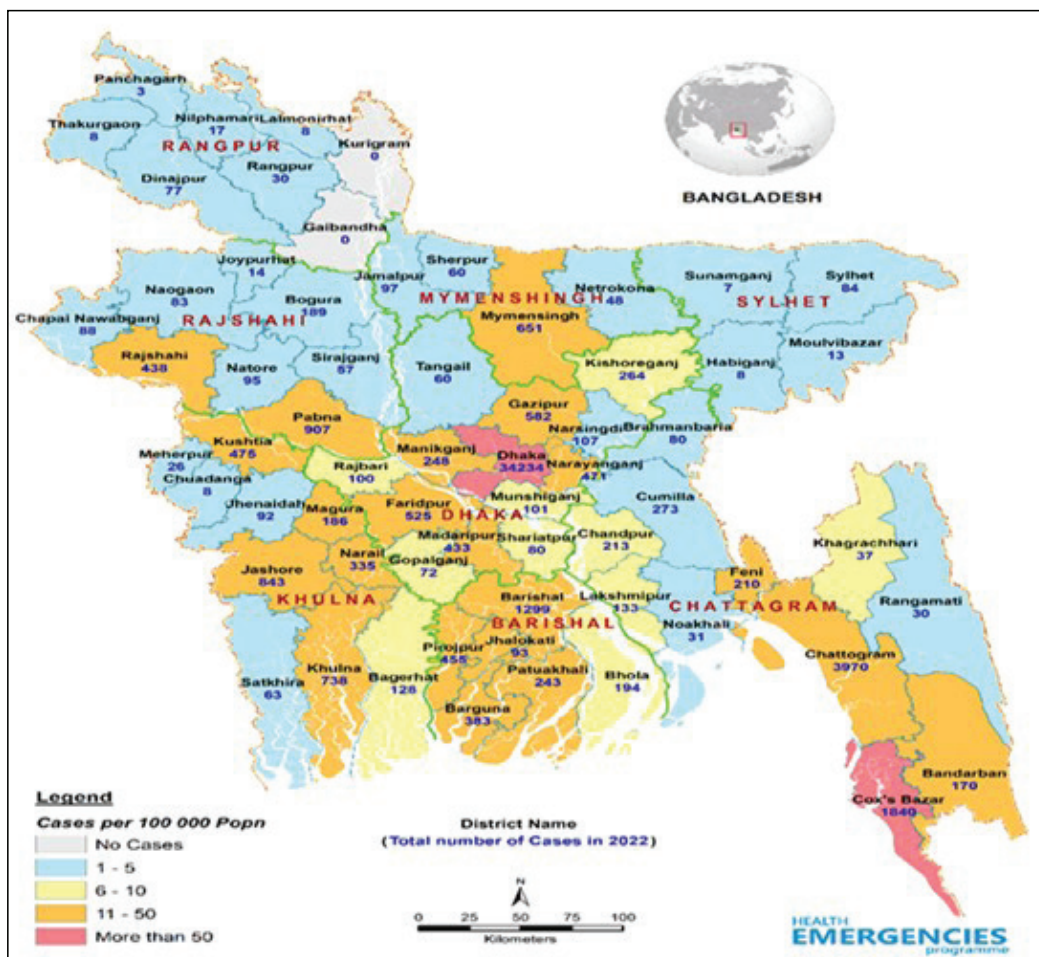 Panchagarh
3
Thakurgaon
8
Nilphamari
17
Lalmonirhat
8
Kurigram
0
RANGPUR
Rangpur
30
Dinajpur
77
Gaibandha
0
BANGLADESH
Joypurhat
14
Naogaon
83
Bogura
189
Chapai Nawabganj
88
RAJSHAHI
Rajshahi
438
Natore
95
Sirajganj
57
Jamalpur
97
Sherpur
60
MYMENSHINGH
Mymensingh
651
Netrokona
48
Sunamganj
7
Sylhet
84
SYLHET
Moulvibazar
13
Habiganj
8
Tangail
60
Kishoreganj
264
Gazipur
582
Pabna
907
Kushtia
475
Meherpur
26
Chuadanga
8
Jhenaidah
92
Magura
186
Rajbari
100
Manikganj
248
Dhaka
34234
Narsingdi
107
Narayanganj
471
Brahmanbaria
80
Cumilla
273
Munshiganj
101
Faridpur
525
DHAKA
Madaripur
433
Shariatpur
80
Chandpur
213
Gopalganj
72
Narail
335
Jashore
843
KHULNA
Barishal
1299
BARISHAL
Lakshmipur
133
Noakhali
31
CHATTAGRAM
Feni
210
Khagrachhari
37
Rangamati
30
Chattogram
3970
Satkhira
63
Khulna
738
Bagerhat
128
Pirojpur
455
Jhalokati
93
Patuakhali
243
Barguna
383
Bhola
194
Bandarban
170
Cox's Bazar
1840
Legend
Cases per 100 000 Popn
No Cases
1 - 5
6 - 10
11 - 50
More than 50
District Name
(Total number of Cases in 2022)
N
0 25 50 75 100
Kilometers
HEALTH
EMERGENCIES
programme